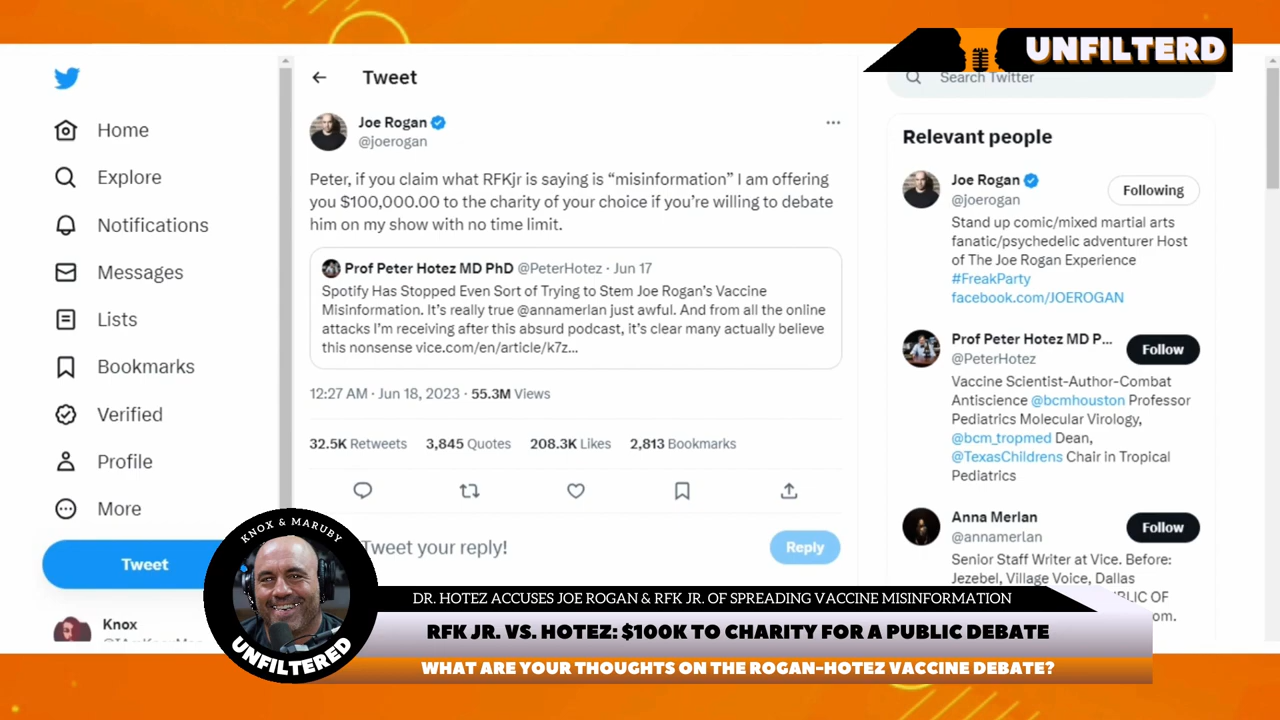 UNFILTERD
Home
Explore
Notifications
Messages
Lists
Bookmarks
Verified
Profile
More
Tweet
Knox
Tweet
Joe Rogan
@joerogan
Peter, if you claim what RFKjr is saying is “misinformation” I am offering
you $100,000.00 to the charity of your choice if you’re willing to debate
him on my show with no time limit.
Prof Peter Hotez MD PhD @PeterHotez · Jun 17
Spotify Has Stopped Even Sort of Trying to Stem Joe Rogan’s Vaccine
Misinformation. It’s really true @annamerlan just awful. And from all the online
attacks I’m receiving after this absurd podcast, it’s clear many actually believe
this nonsense vice.com/en/article/k7z...
12:27 AM · Jun 18, 2023 · 55.3M Views
32.5K Retweets 3,845 Quotes 208.3K Likes 2,813 Bookmarks
Tweet your reply!
Reply
Search Twitter
Relevant people
Joe Rogan
@joerogan
Following
Stand up comic/mixed martial arts
fanatic/psychedelic adventurer Host
of The Joe Rogan Experience
#FreakParty
facebook.com/JOEROGAN
Prof Peter Hotez MD P...
@PeterHotez
Follow
Vaccine Scientist-Author-Combat
Antiscience @bcmhouston Professor
Pediatrics Molecular Virology,
@bcm_tropmed Dean,
@TexasChildrens Chair in Tropical
Pediatrics
Anna Merlan
@annamerlan
Follow
Senior Staff Writer at Vice. Before:
Jezebel, Village Voice, Dallas
KNOX & MARUBY
UNFILTERED
DR. HOTEZ ACCUSES JOE ROGAN & RFK JR. OF SPREADING VACCINE MISINFORMATION
RFK JR. VS. HOTEZ: $100K TO CHARITY FOR A PUBLIC DEBATE
WHAT ARE YOUR THOUGHTS ON THE ROGAN-HOTEZ VACCINE DEBATE?